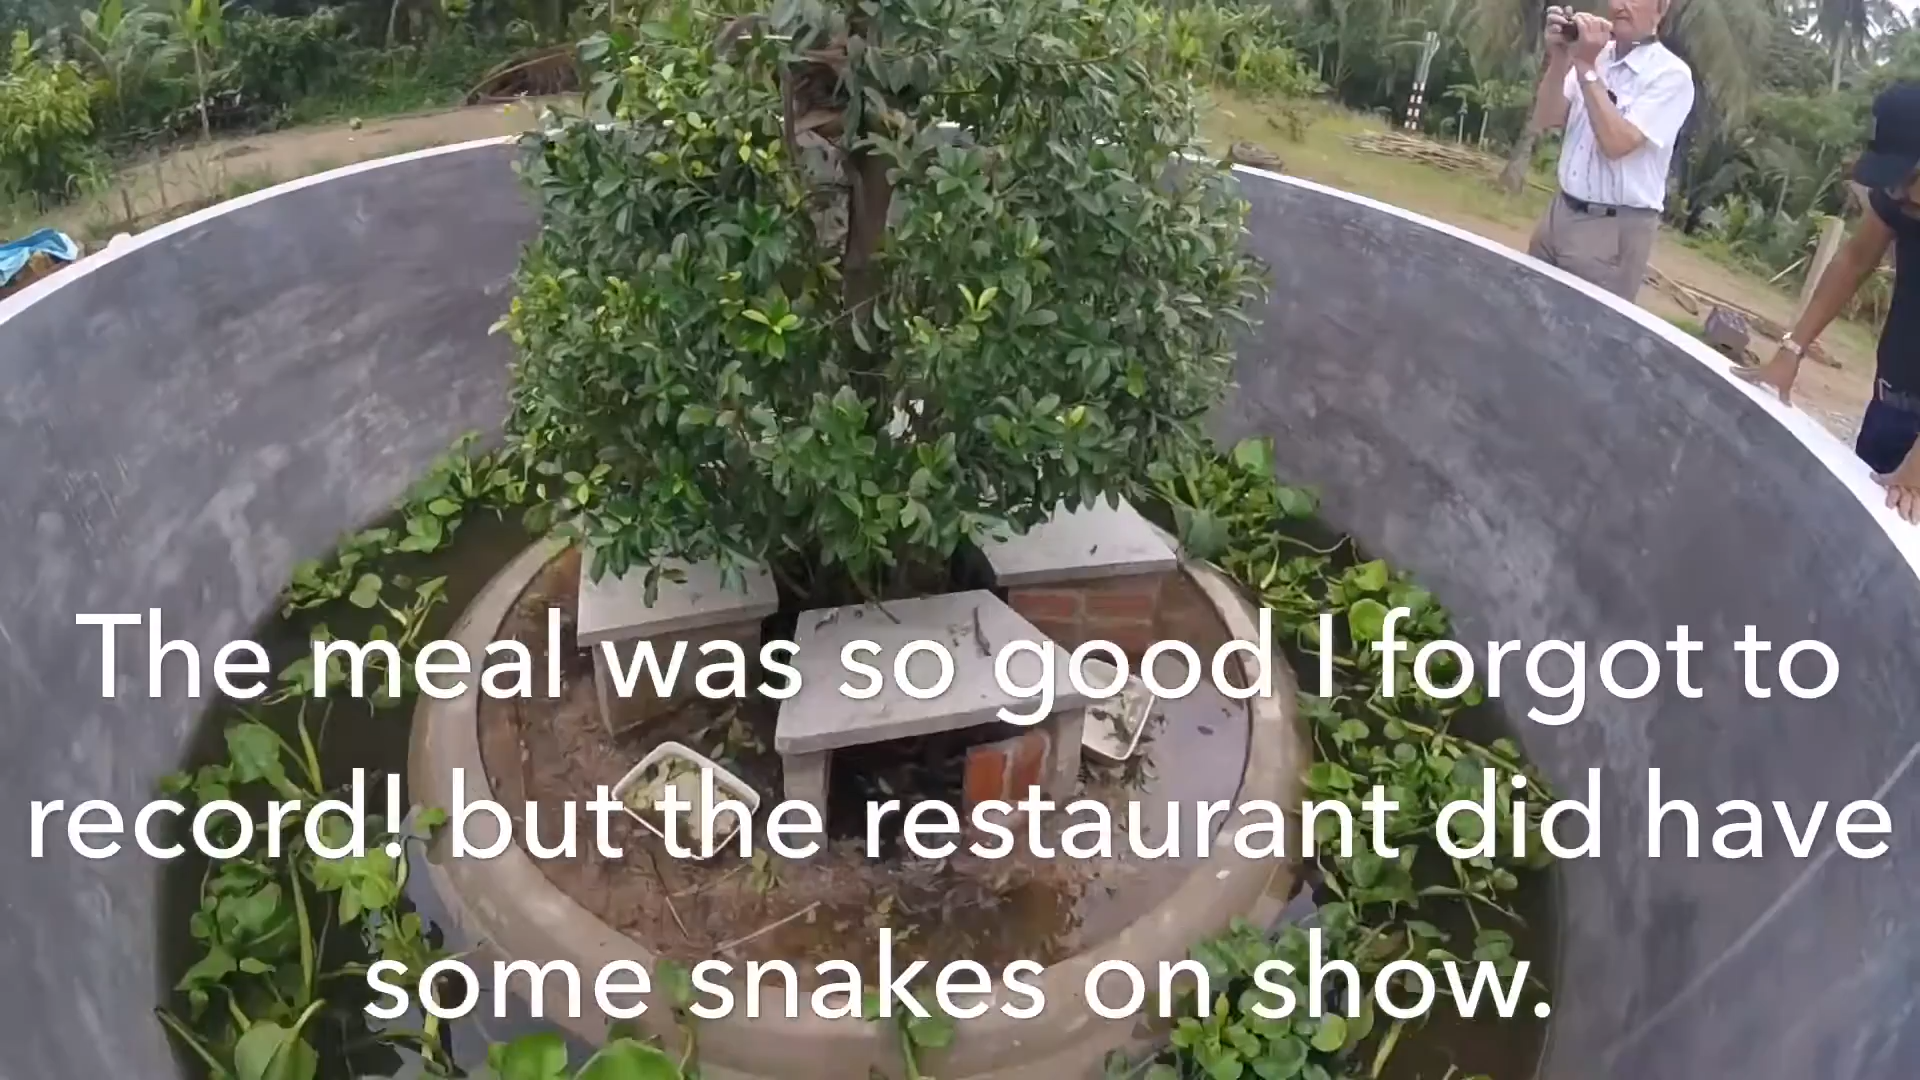 The meal was so good I forgot to
record! but the restaurant did have
some snakes on show.